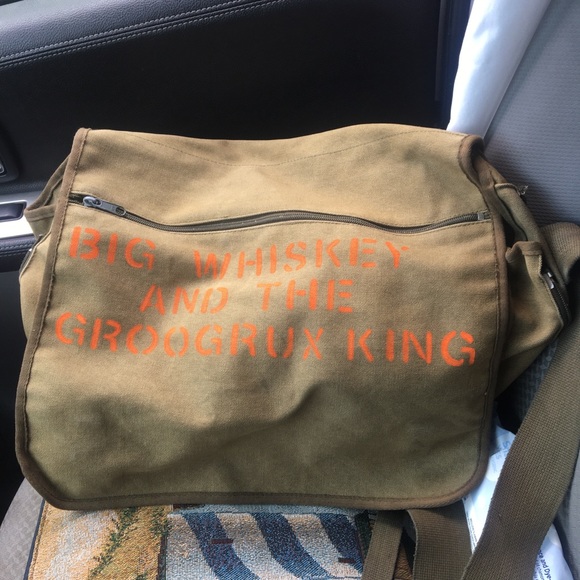 BIG WHISKEY
AND THE
GROOGRUX KING